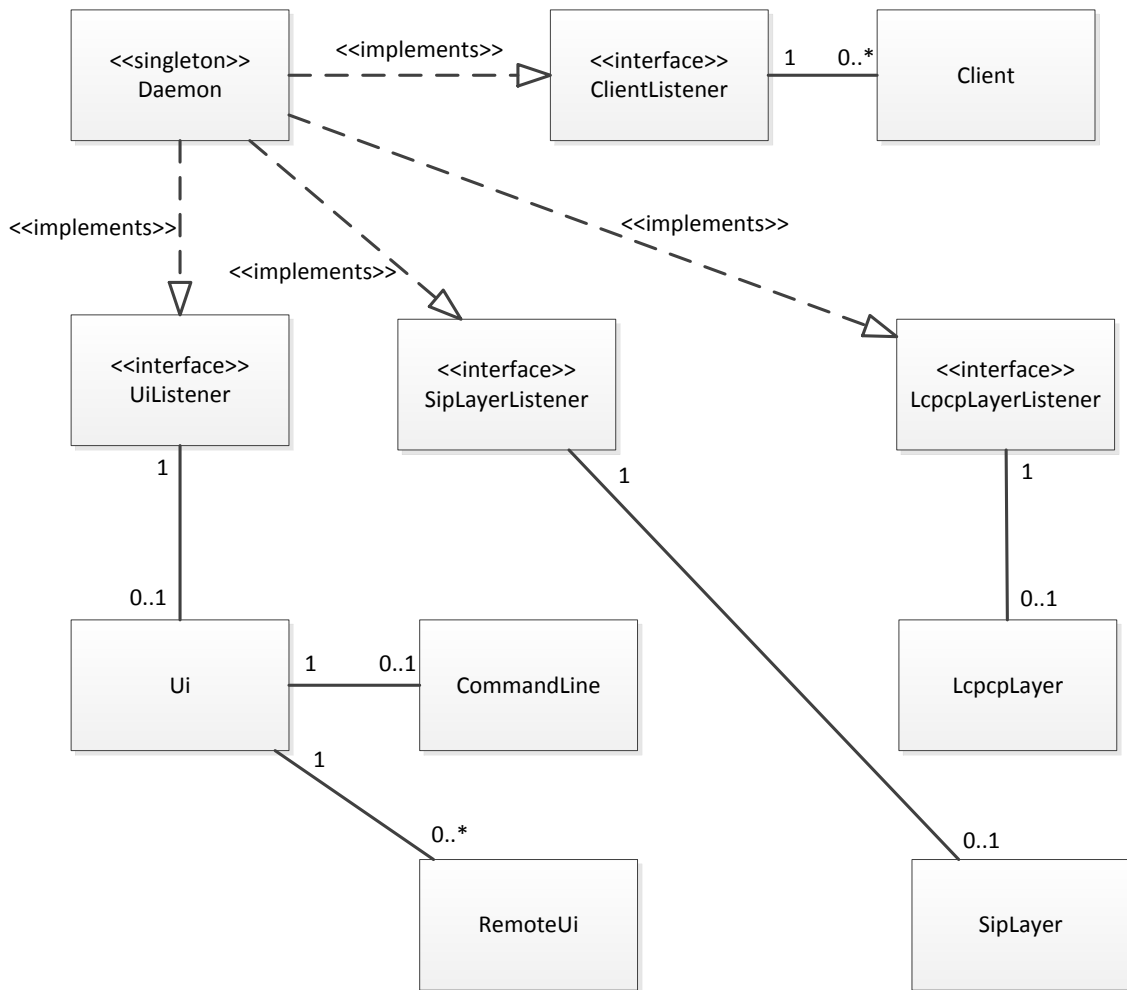 <<implements>>
<<singleton>>
Daemon
<<interface>>
ClientListener
1
0..*
Client
<<implements>>
<<implements>>
<<implements>>
<<interface>>
UiListener
<<interface>>
SipLayerListener
<<interface>>
LcpcpLayerListener
1
1
1
0..1
0..1
Ui
1
0..1
CommandLine
LcpcpLayer
1
0..*
0..1
RemoteUi
SipLayer